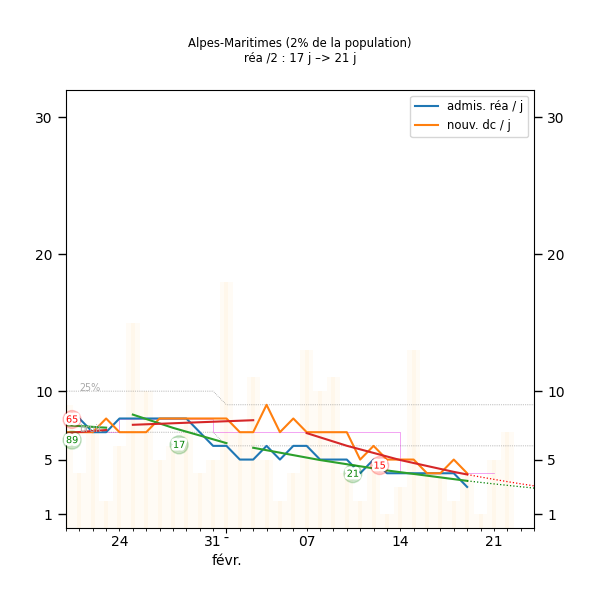 Alpes-Maritimes (2% de la population)
réa /2 : 17 j –> 21 j
admis. réa / j
nouv. dc / j
30 30
20 20
10 10
5 5
1 1
25%
65
89
17
21
15
24 31 - 07 14 21
févr.